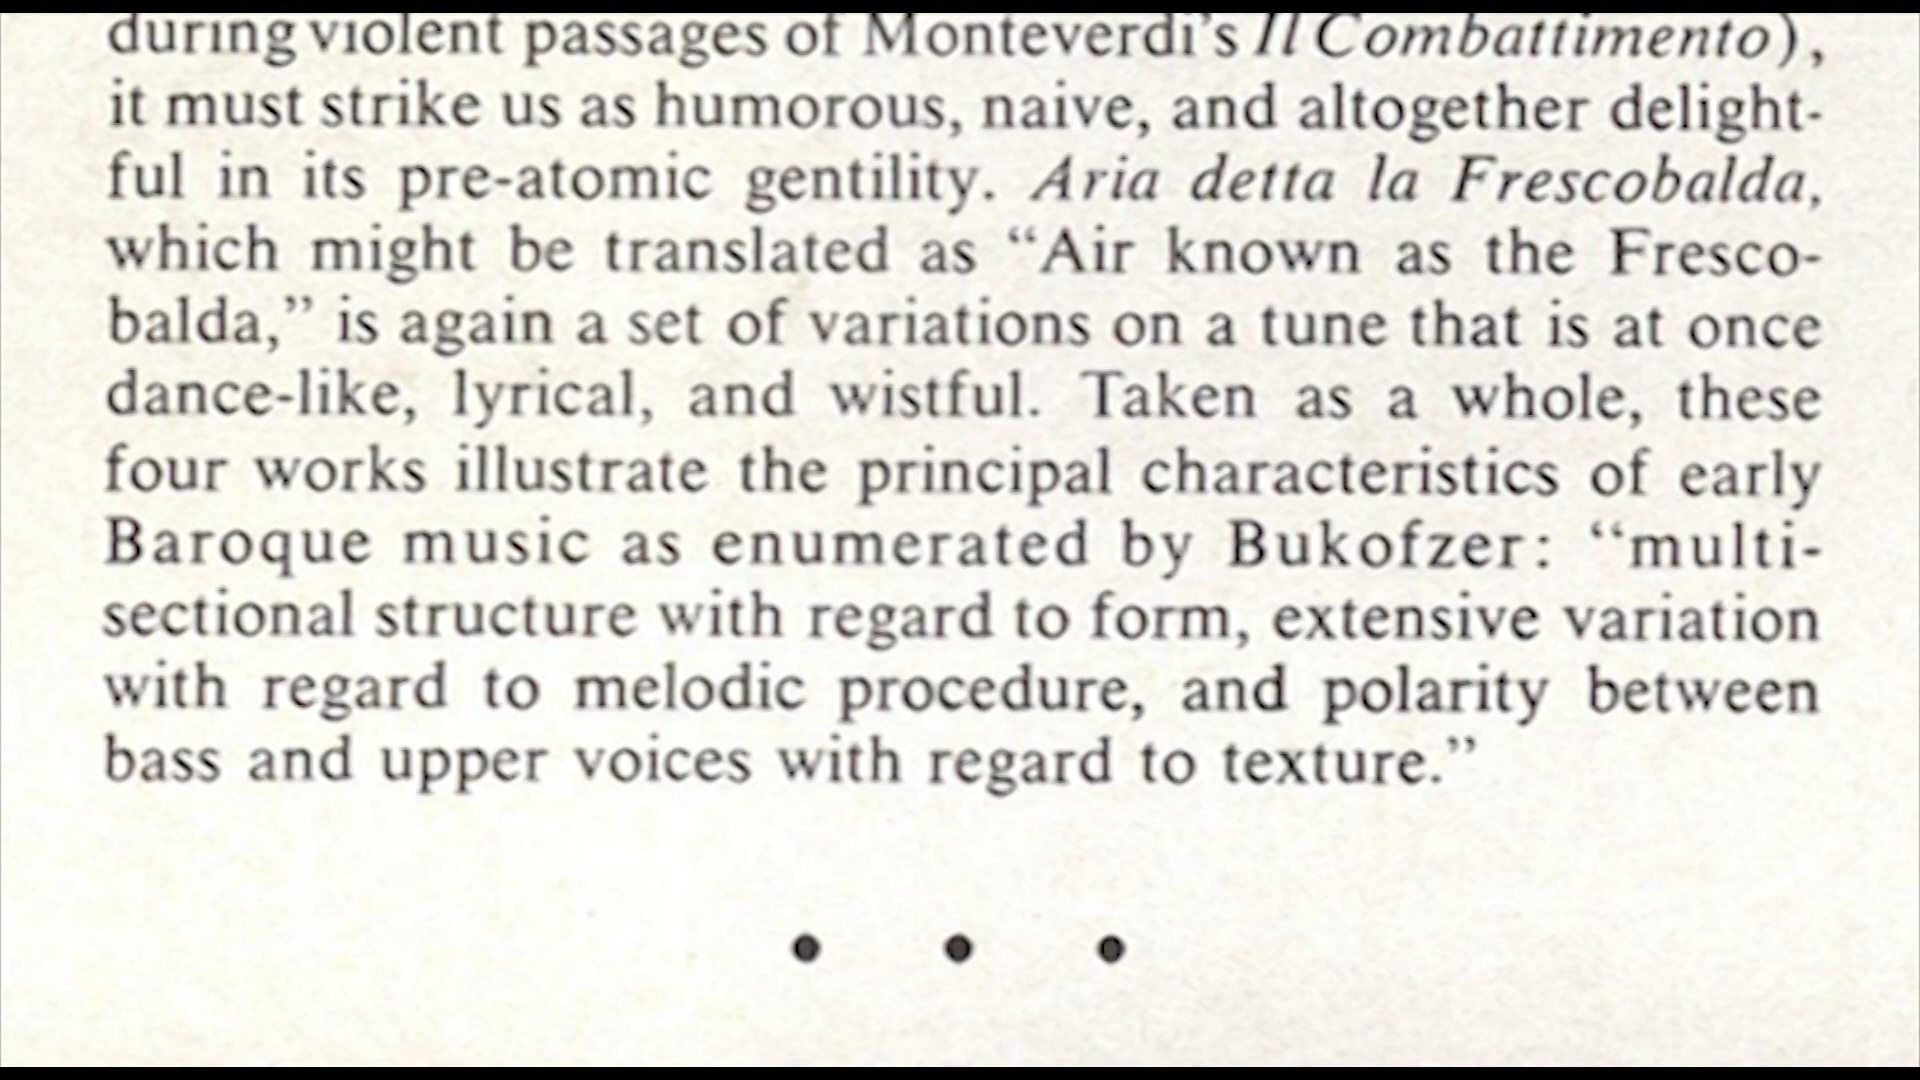 during violent passages of Monteverdi's Il Combattimento),
it must strike us as humorous, naive, and altogether delight-
ful in its pre-atomic gentility. Aria detta la Frescobalda,
which might be translated as “Air known as the Fresco-
balda,” is again a set of variations on a tune that is at once
dance-like, lyrical, and wistful. Taken as a whole, these
four works illustrate the principal characteristics of early
Baroque music as enumerated by Bukofzer: “multi-
sectional structure with regard to form, extensive variation
with regard to melodic procedure, and polarity between
bass and upper voices with regard to texture.”
• • •